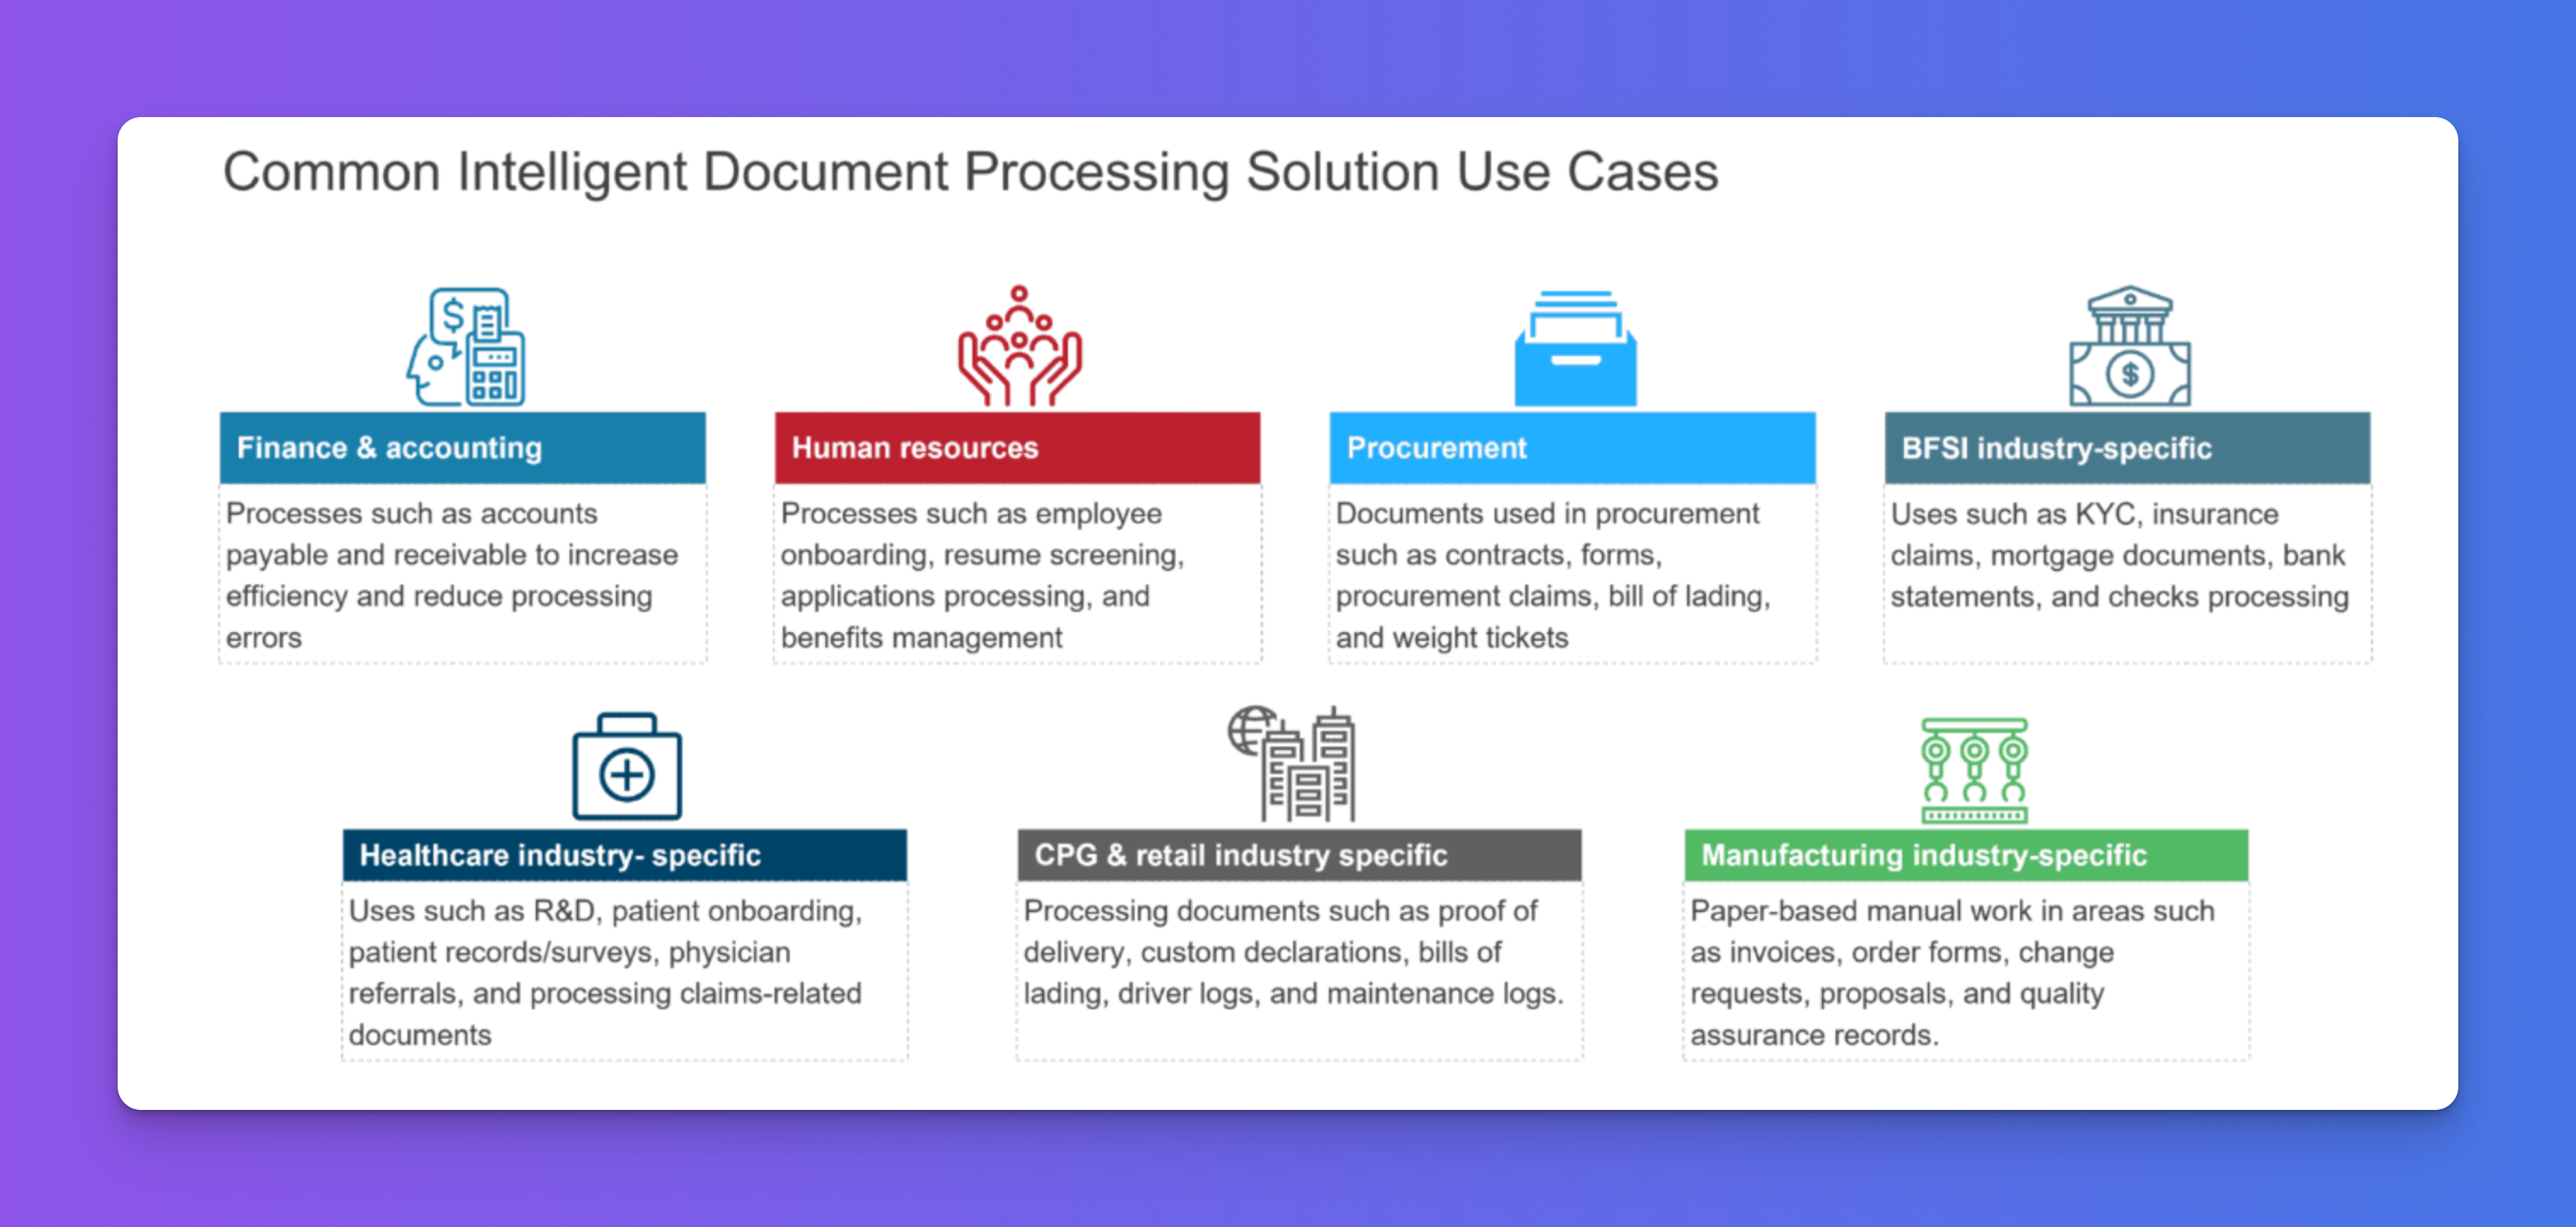 Common Intelligent Document Processing Solution Use Cases
$
Finance & accounting
Processes such as accounts
payable and receivable to increase
efficiency and reduce processing
errors
Human resources
Processes such as employee
onboarding, resume screening,
applications processing, and
benefits management
Procurement
Documents used in procurement
such as contracts, forms,
procurement claims, bill of lading,
and weight tickets
$
BFSI industry-specific
Uses such as KYC, insurance
claims, mortgage documents, bank
statements, and checks processing
Healthcare industry- specific
Uses such as R&D, patient onboarding,
patient records/surveys, physician
referrals, and processing claims-related
documents
CPG & retail industry specific
Processing documents such as proof of
delivery, custom declarations, bills of
lading, driver logs, and maintenance logs.
Manufacturing industry-specific
Paper-based manual work in areas such
as invoices, order forms, change
requests, proposals, and quality
assurance records.